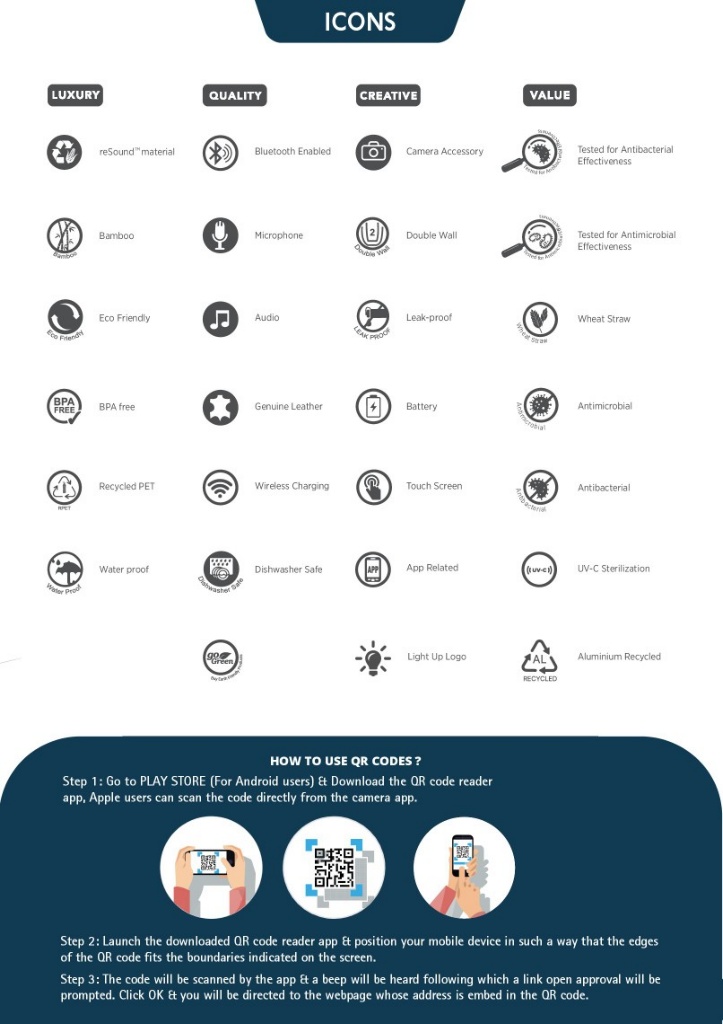 ICONS
LUXURY
QUALITY
CREATIVE
VALUE
reSound™material
Bluetooth Enabled
Camera Accessory
Tested for Antibacterial
Effectiveness
Bamboo
Bamboo
Microphone
2
Double Wall
Double Wall
Tested for Antimicrobial
Effectiveness
Eco Friendly
Eco Friendly
Audio
LEAK PROOF
Leak-proof
Wheat Straw
Wheat Straw
BPA
FREE
BPA free
Genuine Leather
Battery
Antimicrobial
Antimicrobial
RPET
Recycled PET
Wireless Charging
Touch Screen
Antibacterial
Antibacterial
Water Proof
Water proof
Dishwasher Safe
Dishwasher Safe
APP
App Related
UV-C
UV-C Sterilization
go
Green
Light Up Logo
AL
RECYCLED
Aluminium Recycled
HOW TO USE QR CODES ?
Step 1: Go to PLAY STORE (For Android users) & Download the QR code reader
app, Apple users can scan the code directly from the camera app.
Step 2: Launch the downloaded QR code reader app & position your mobile device in such a way that the edges
of the QR code fits the boundaries indicated on the screen.
Step 3: The code will be scanned by the app & a beep will be heard following which a link open approval will be
prompted. Click OK & you will be directed to the webpage whose address is embed in the QR code.